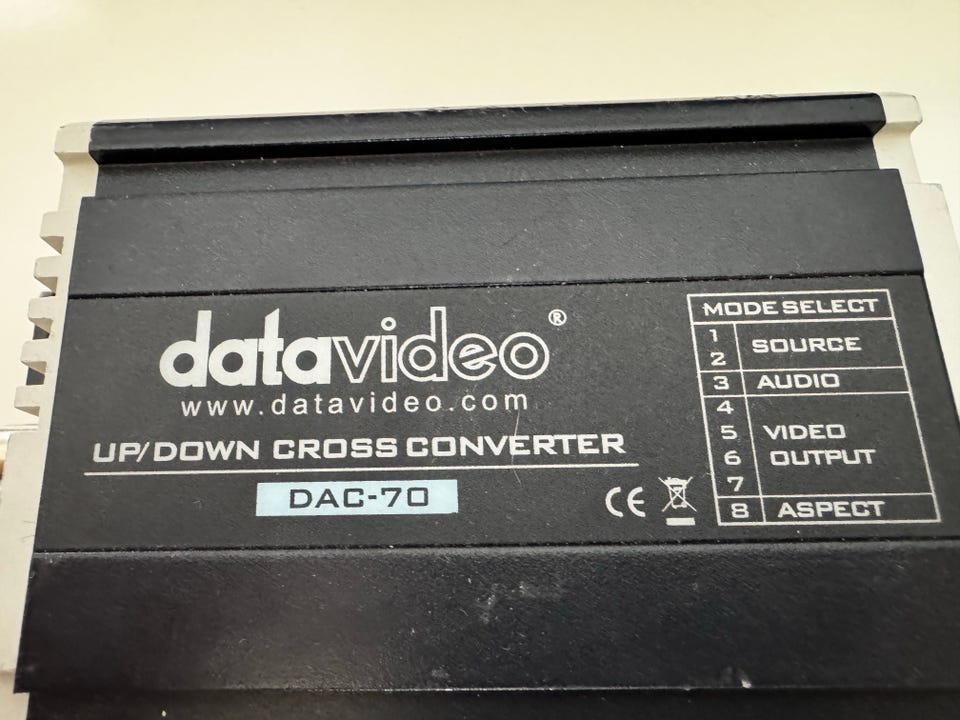 datavideo®
www.datavideo.com
UP/DOWN CROSS CONVERTER
DAC-70
CE
MODE SELECT
1
2
SOURCE
3 AUDIO
4
5 VIDEO
6 OUTPUT
7
8 ASPECT